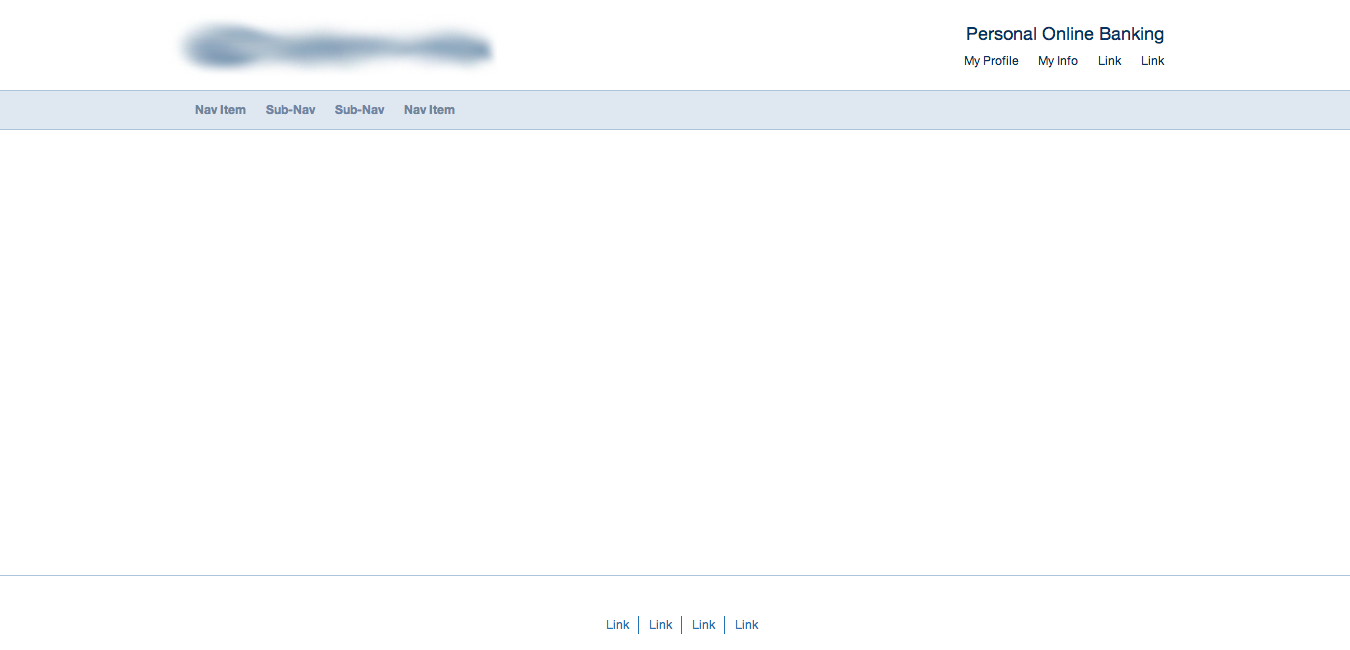 Personal Online Banking
My Profile My Info Link Link
Nav Item Sub-Nav Sub-Nav Nav Item
Link Link Link Link